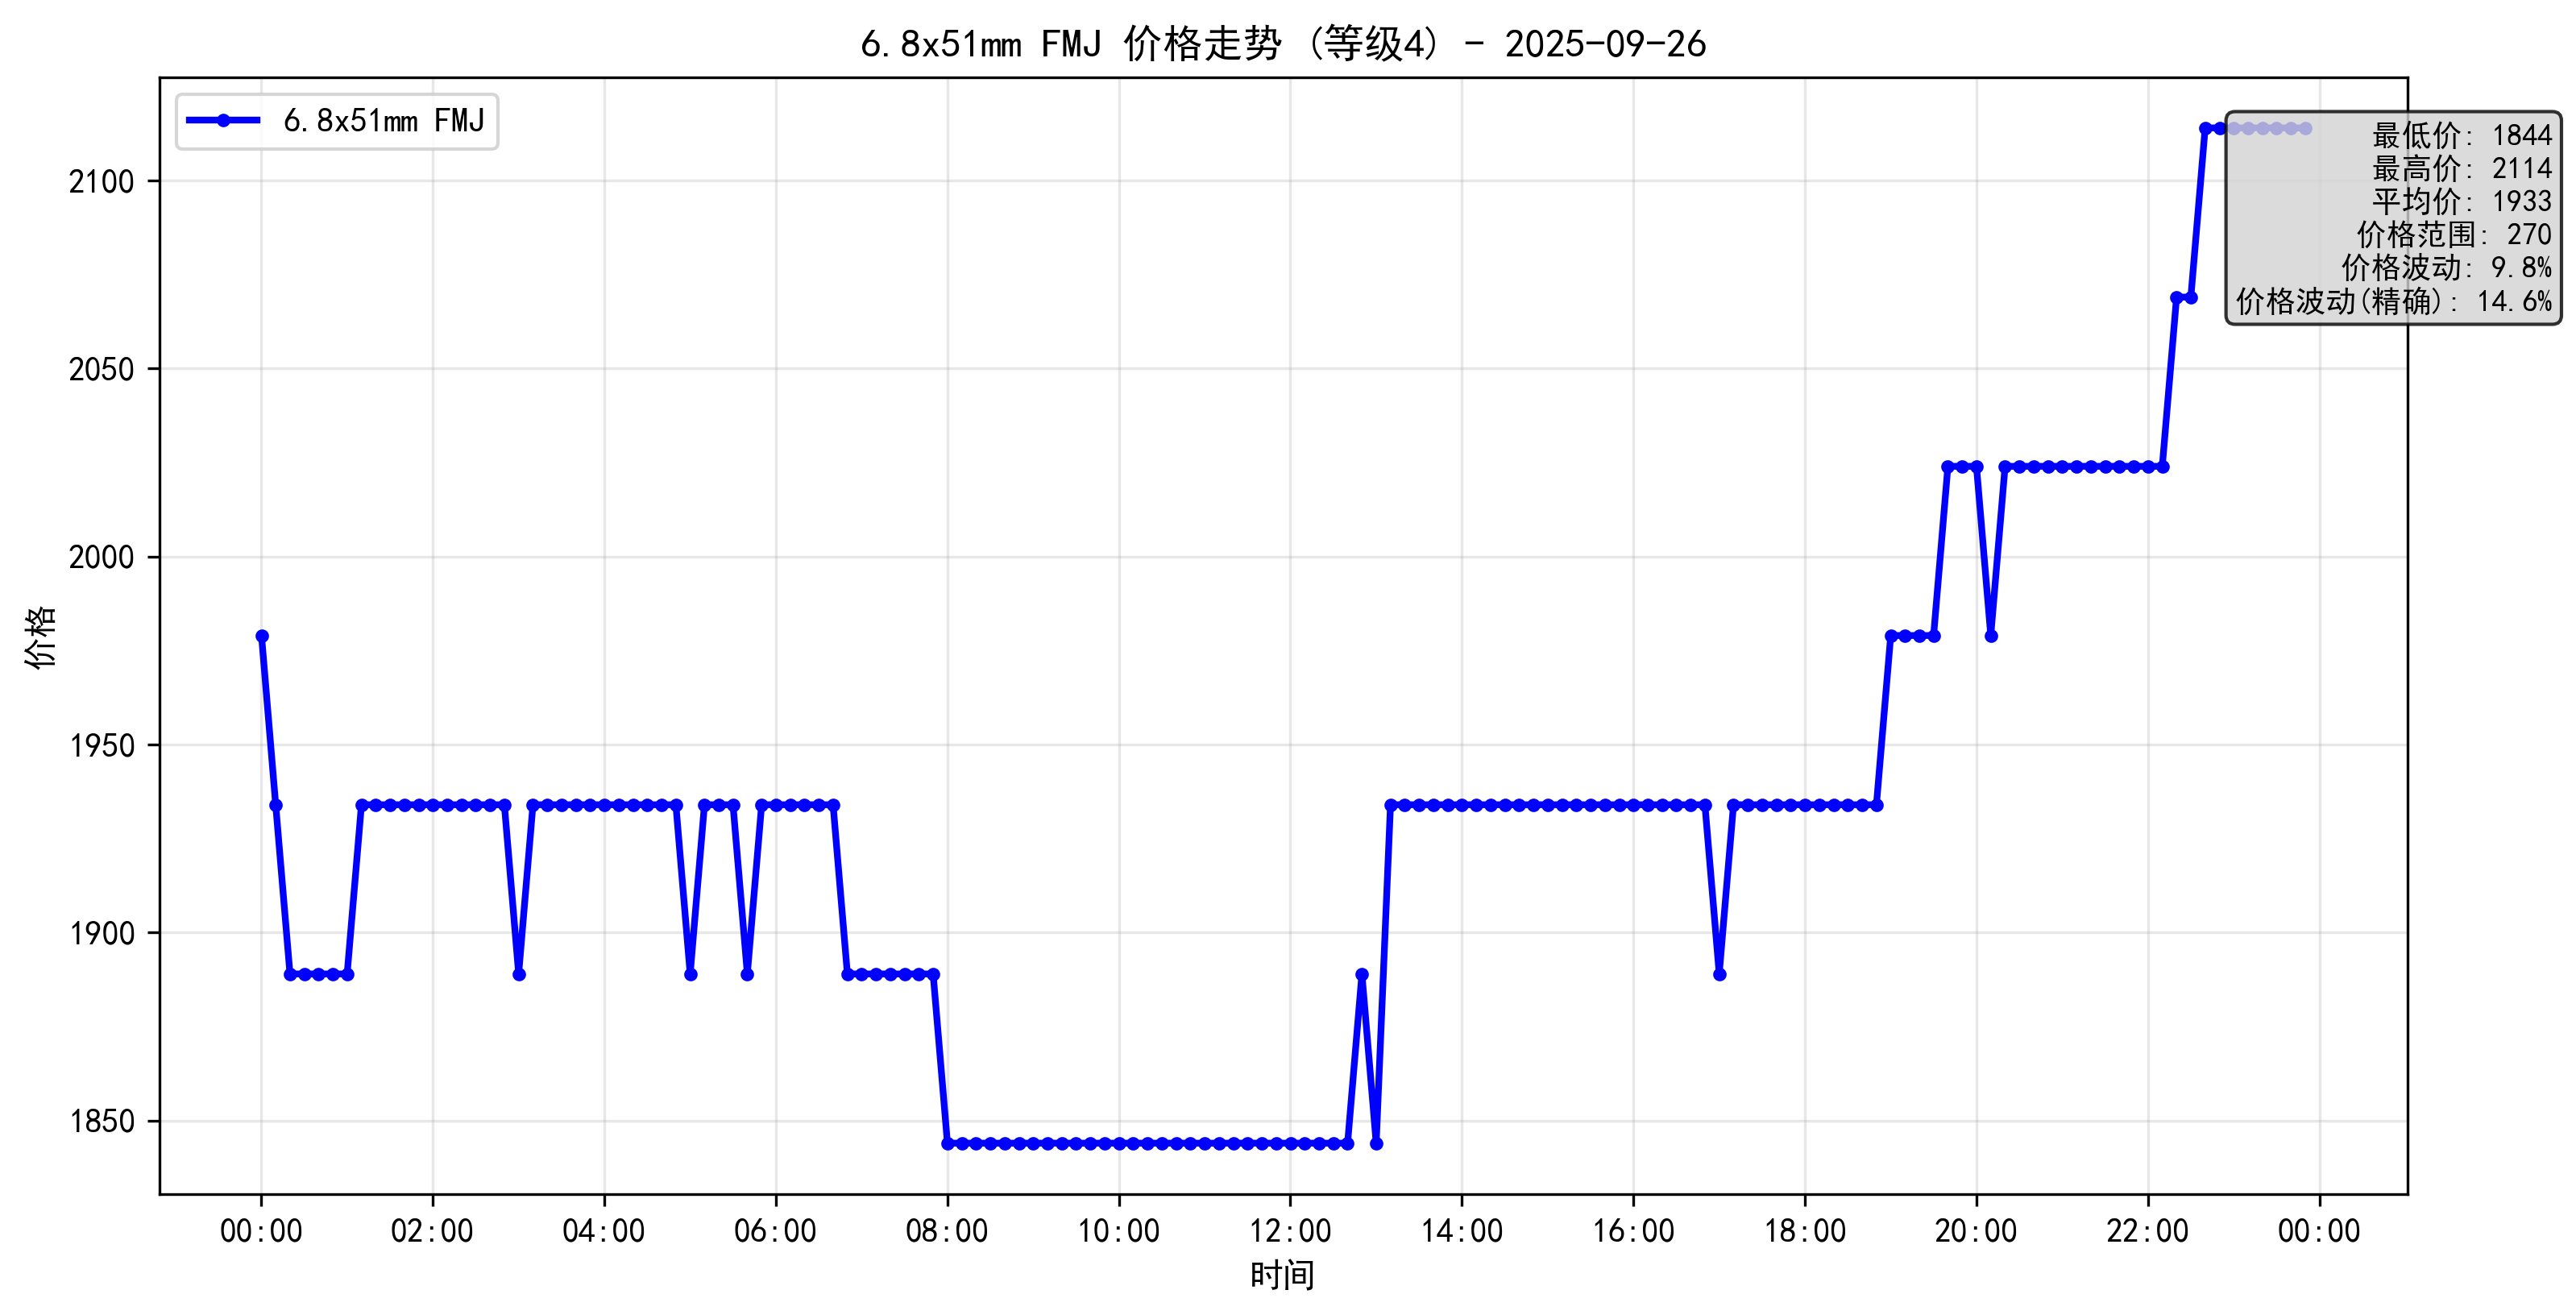 6.8x51mm FMJ 价格走势 (等级4) - 2025-09-26
6.8x51mm FMJ
最低价: 1844
最高价: 2114
平均价: 1933
价格范围: 270
价格波动: 9.8%
价格波动(精确): 14.6%
2100
2050
2000
1950
1900
1850
价格
00:00 02:00 04:00 06:00 08:00 10:00 12:00 14:00 16:00 18:00 20:00 22:00 00:00
时间